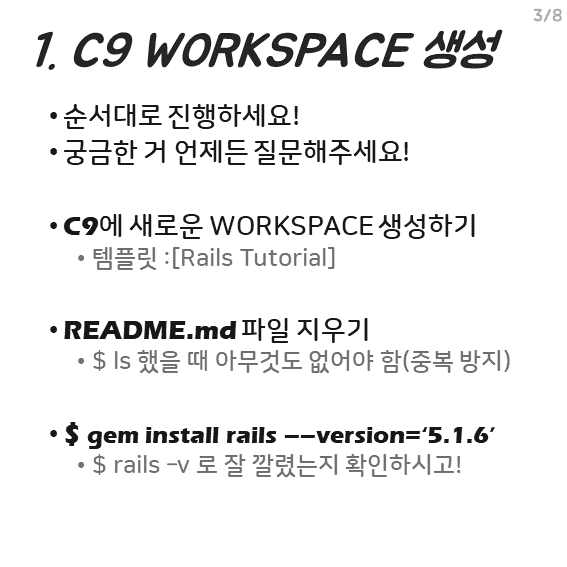 3/8
1. C9 WORKSPACE 생성
• 순서대로 진행하세요!
• 궁금한 거 언제든 질문해주세요!
• C9에 새로운 WORKSPACE 생성하기
• 템플릿 :[Rails Tutorial]
• README.md 파일 지우기
• $ ls 했을 때 아무것도 없어야 함(중복 방지)
• $ gem install rails --version=‘5.1.6’
• $ rails -v 로 잘 깔렸는지 확인하시고!